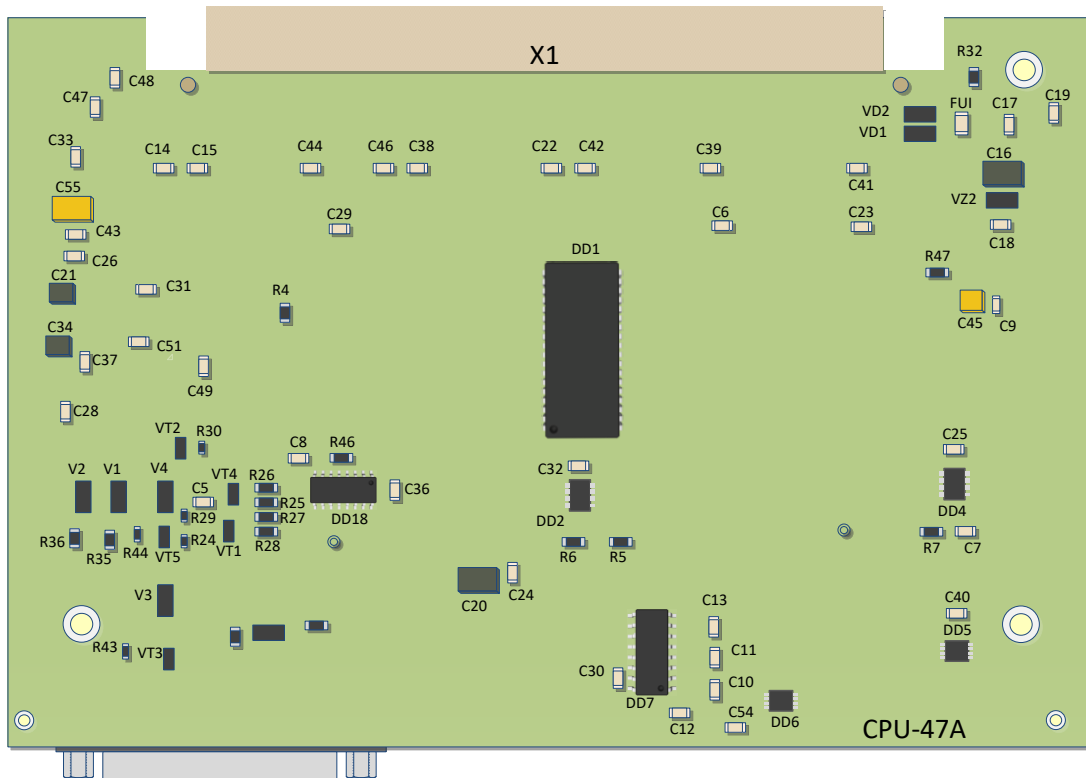 X1
R32
C48
C47
VD2
FUI
C17
C19
VD1
C33
C14
C15
C44
C46
C38
C22
C42
C39
C41
C16
C55
VZ2
C43
C29
C6
C23
C18
C26
DD1
C21
C31
R4
R47
C34
C51
C45
C9
C37
C49
C28
VT2
R30
C8
R46
C25
V2
V1
V4
VT4
R26
C32
C5
R25
C36
R29
R27
DD18
DD2
DD4
R36
R35
R44
VT5
R24
VT1
R28
R6
R5
R7
C7
V3
C20
C24
C13
C40
R43
VT3
DD5
C11
C30
C10
DD7
C12
C54
DD6
CPU-47A